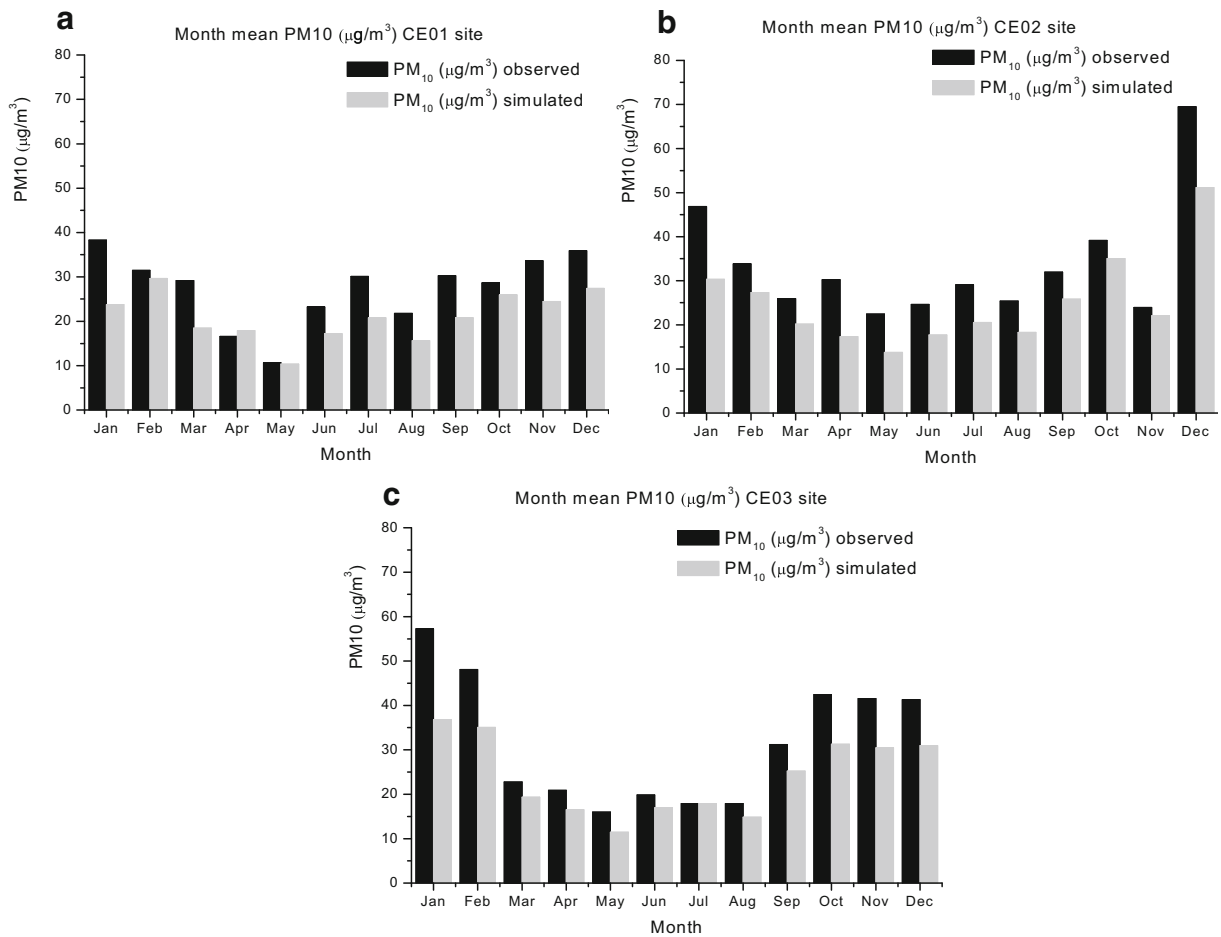 a
Month mean PM10 (μg/m³) CE01 site
PM₁₀ (μg/m³) observed
PM₁₀ (μg/m³) simulated
PM10 (μg/m³)
80
70
60
50
40
30
20
10
0
Jan Feb Mar Apr May Jun Jul Aug Sep Oct Nov Dec
Month
b
Month mean PM10 (μg/m³) CE02 site
PM₁₀ (μg/m³) observed
PM₁₀ (μg/m³) simulated
PM10 (μg/m³)
80
70
60
50
40
30
20
10
0
Jan Feb Mar Apr May Jun Jul Aug Sep Oct Nov Dec
Month
c
Month mean PM10 (μg/m³) CE03 site
PM₁₀ (μg/m³) observed
PM₁₀ (μg/m³) simulated
PM10 (μg/m³)
80
70
60
50
40
30
20
10
0
Jan Feb Mar Apr May Jun Jul Aug Sep Oct Nov Dec
Month